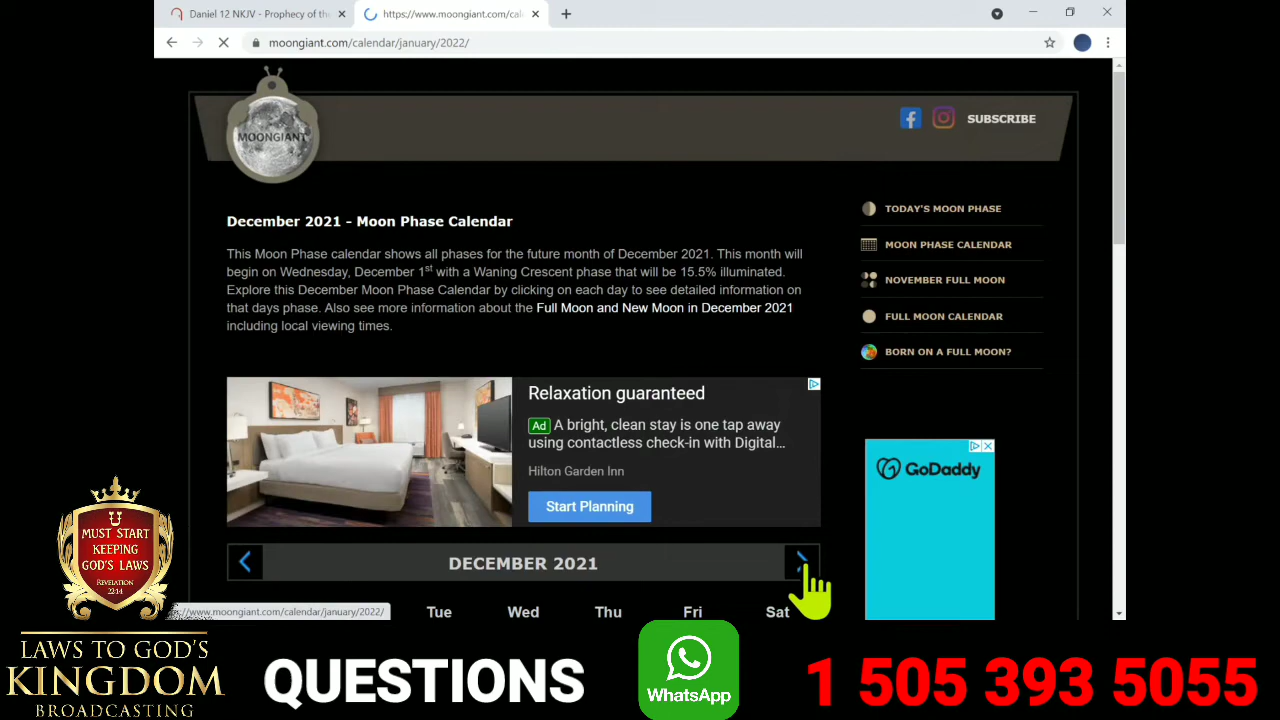 Daniel 12 NKJV - Prophecy of th
https://www.moongiant.com/cal
moongiant.com/calendar/january/2022/
MOONGIANT
SUBSCRIBE
December 2021 - Moon Phase Calendar
This Moon Phase calendar shows all phases for the future month of December 2021. This month will
begin on Wednesday, December 1st with a Waning Crescent phase that will be 15.5% illuminated.
Explore this December Moon Phase Calendar by clicking on each day to see detailed information on
that days phase. Also see more information about the Full Moon and New Moon in December 2021
including local viewing times.
TODAY'S MOON PHASE
MOON PHASE CALENDAR
NOVEMBER FULL MOON
FULL MOON CALENDAR
BORN ON A FULL MOON?
Relaxation guaranteed
Ad A bright, clean stay is one tap away
using contactless check-in with Digital...
Hilton Garden Inn
Start Planning
GoDaddy
DECEMBER 2021
Tue Wed Thu Fri Sat
://www.moongiant.com/calendar/january/2022/
U
MUST START
KEEPING
GOD'S LAWS
REVELATION
22:14
LAWS TO GOD'S
KINGDOM
BROADCASTING
QUESTIONS
WhatsApp
1 505 393 5055